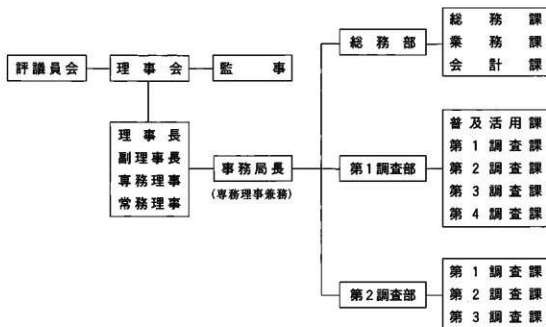 評議員会
理事会
監事
理事長
副理事長
専務理事
常務理事
事務局長
(専務理事兼務)
総務部
総務課
業務課
会計課
第1調査部
普及活用課
第1調査課
第2調査課
第3調査課
第4調査課
第2調査部
第1調査課
第2調査課
第3調査課